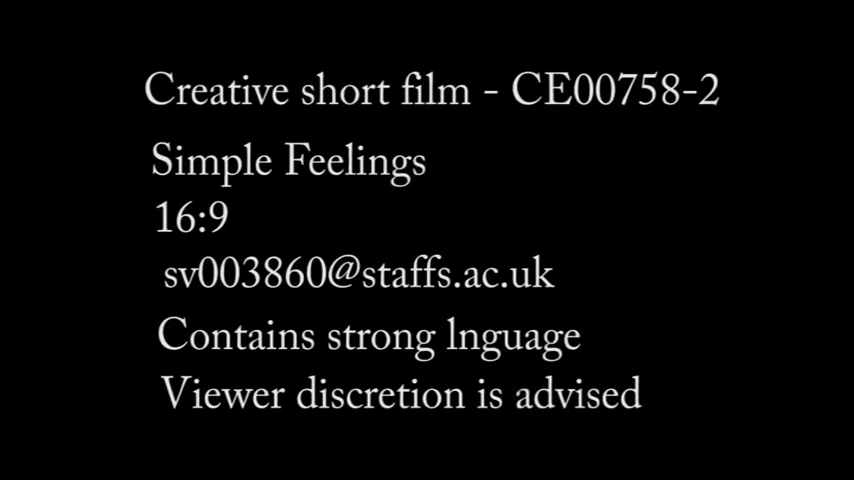 Creative short film - CE00758-2
Simple Feelings
16:9
sv003860@staffs.ac.uk
Contains strong lnguage
Viewer discretion is advised